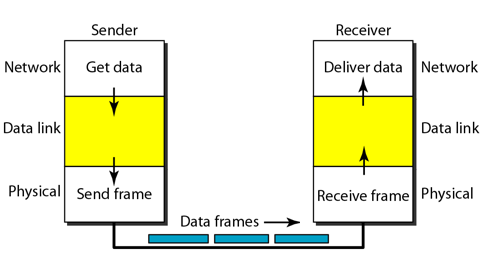 Sender
Receiver
Network
Get data
Deliver data
Network
Data link
Data link
Physical
Send frame
Receive frame
Physical
Data frames